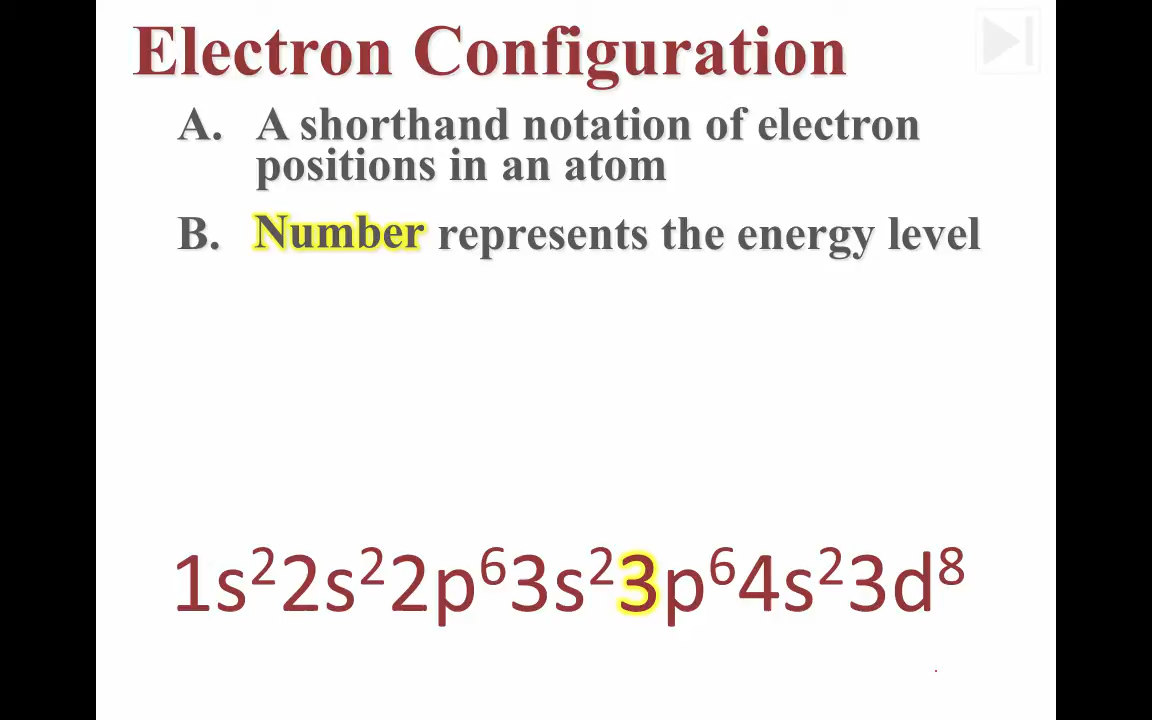 Electron Configuration
A. A shorthand notation of electron
positions in an atom
B. Number represents the energy level
1s²2s²2p⁶3s²3p⁶4s²3d⁸